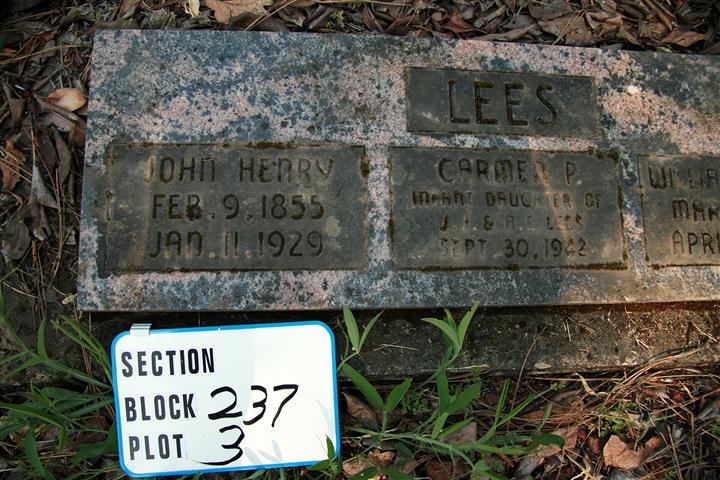 LEES
JOHN HENRY
FEB. 9, 1855
JAN. 11, 1929
CARMEN P.
INFANT DAUGHTER OF
LEES
SEPT. 30, 1942
SECTION
BLOCK 237
PLOT 3